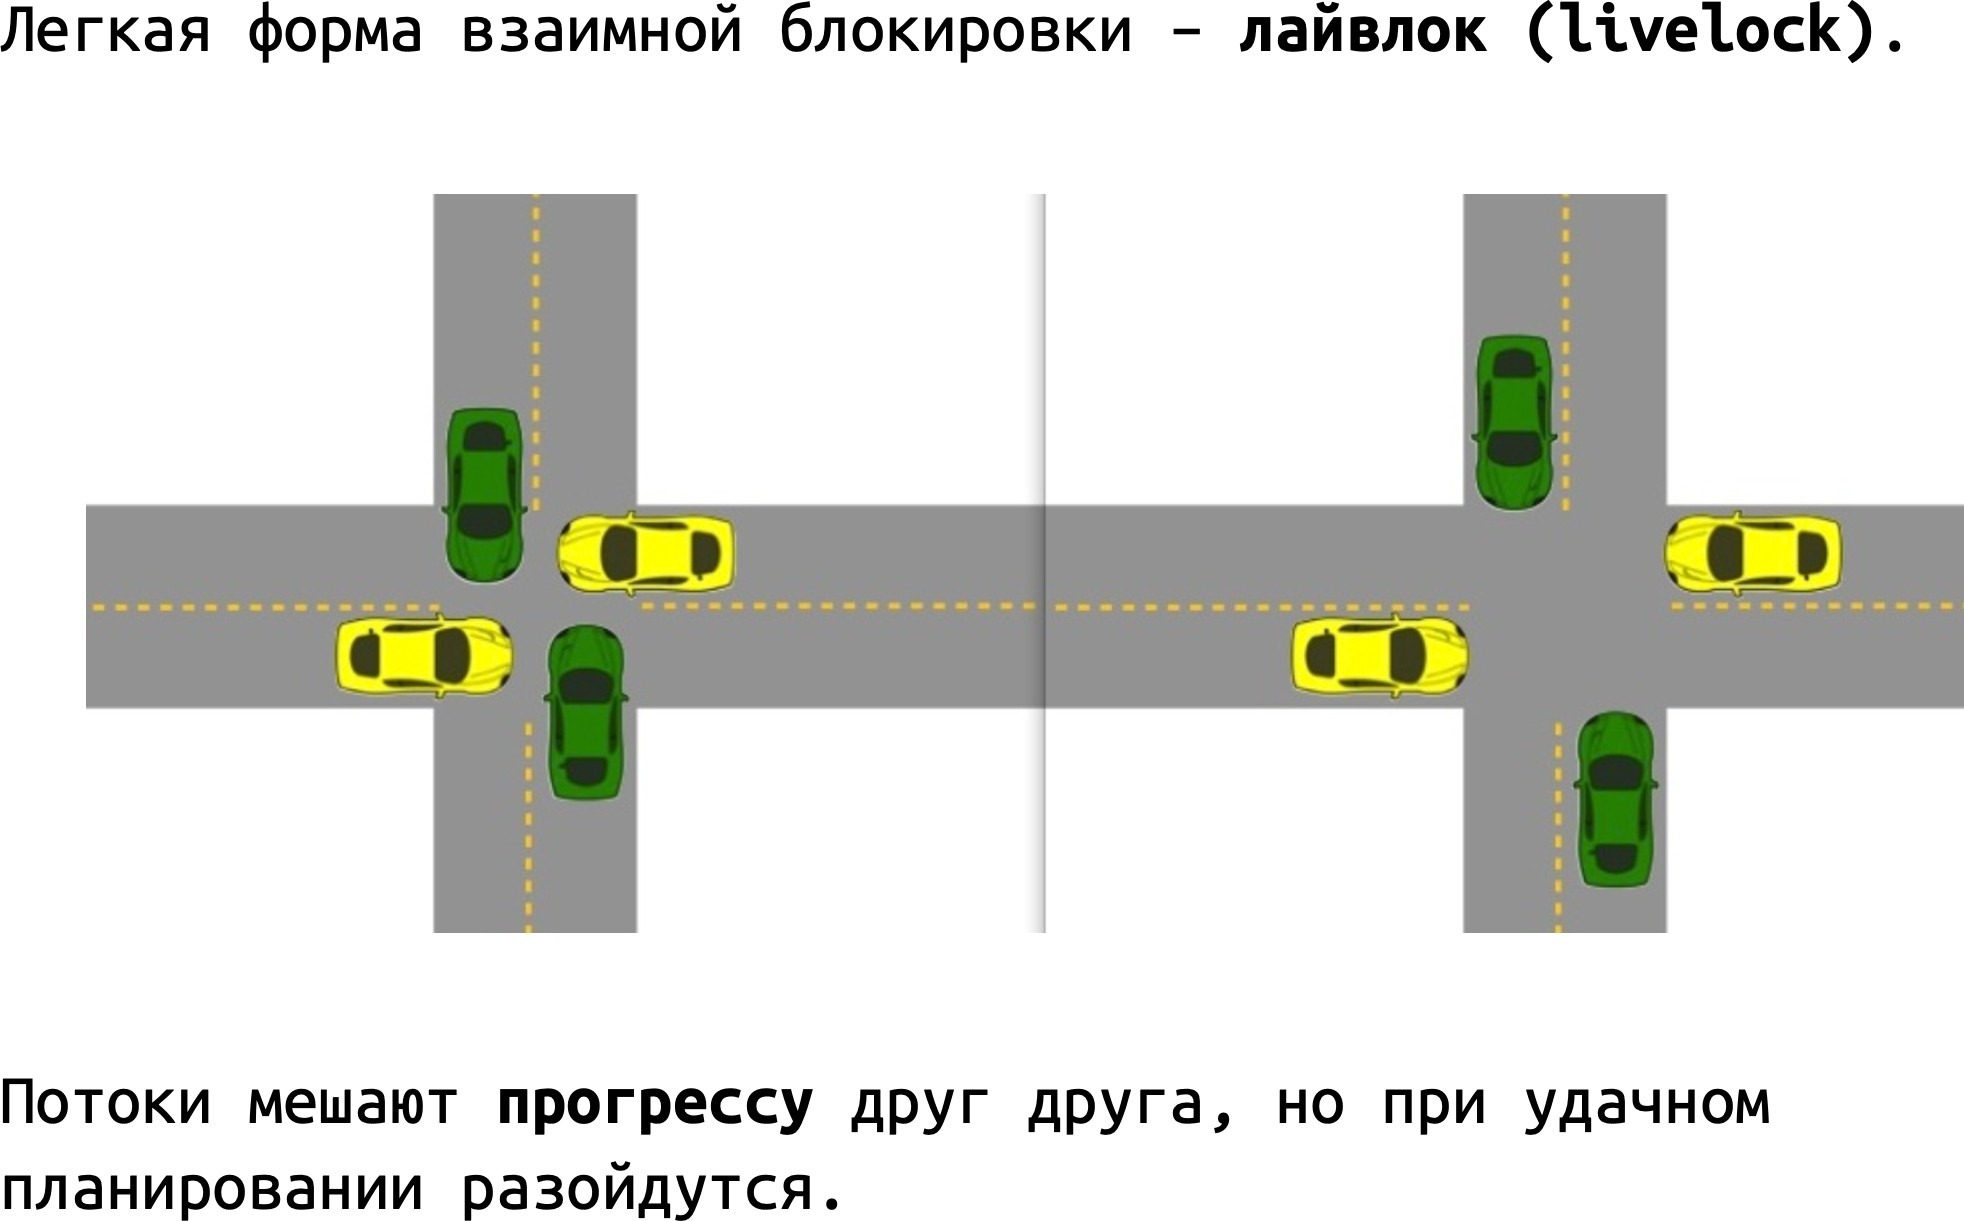 Легкая форма взаимной блокировки – лайвлок (livelock).
Потоки мешают прогрессу друг друга, но при удачном
планировании разойдутся.